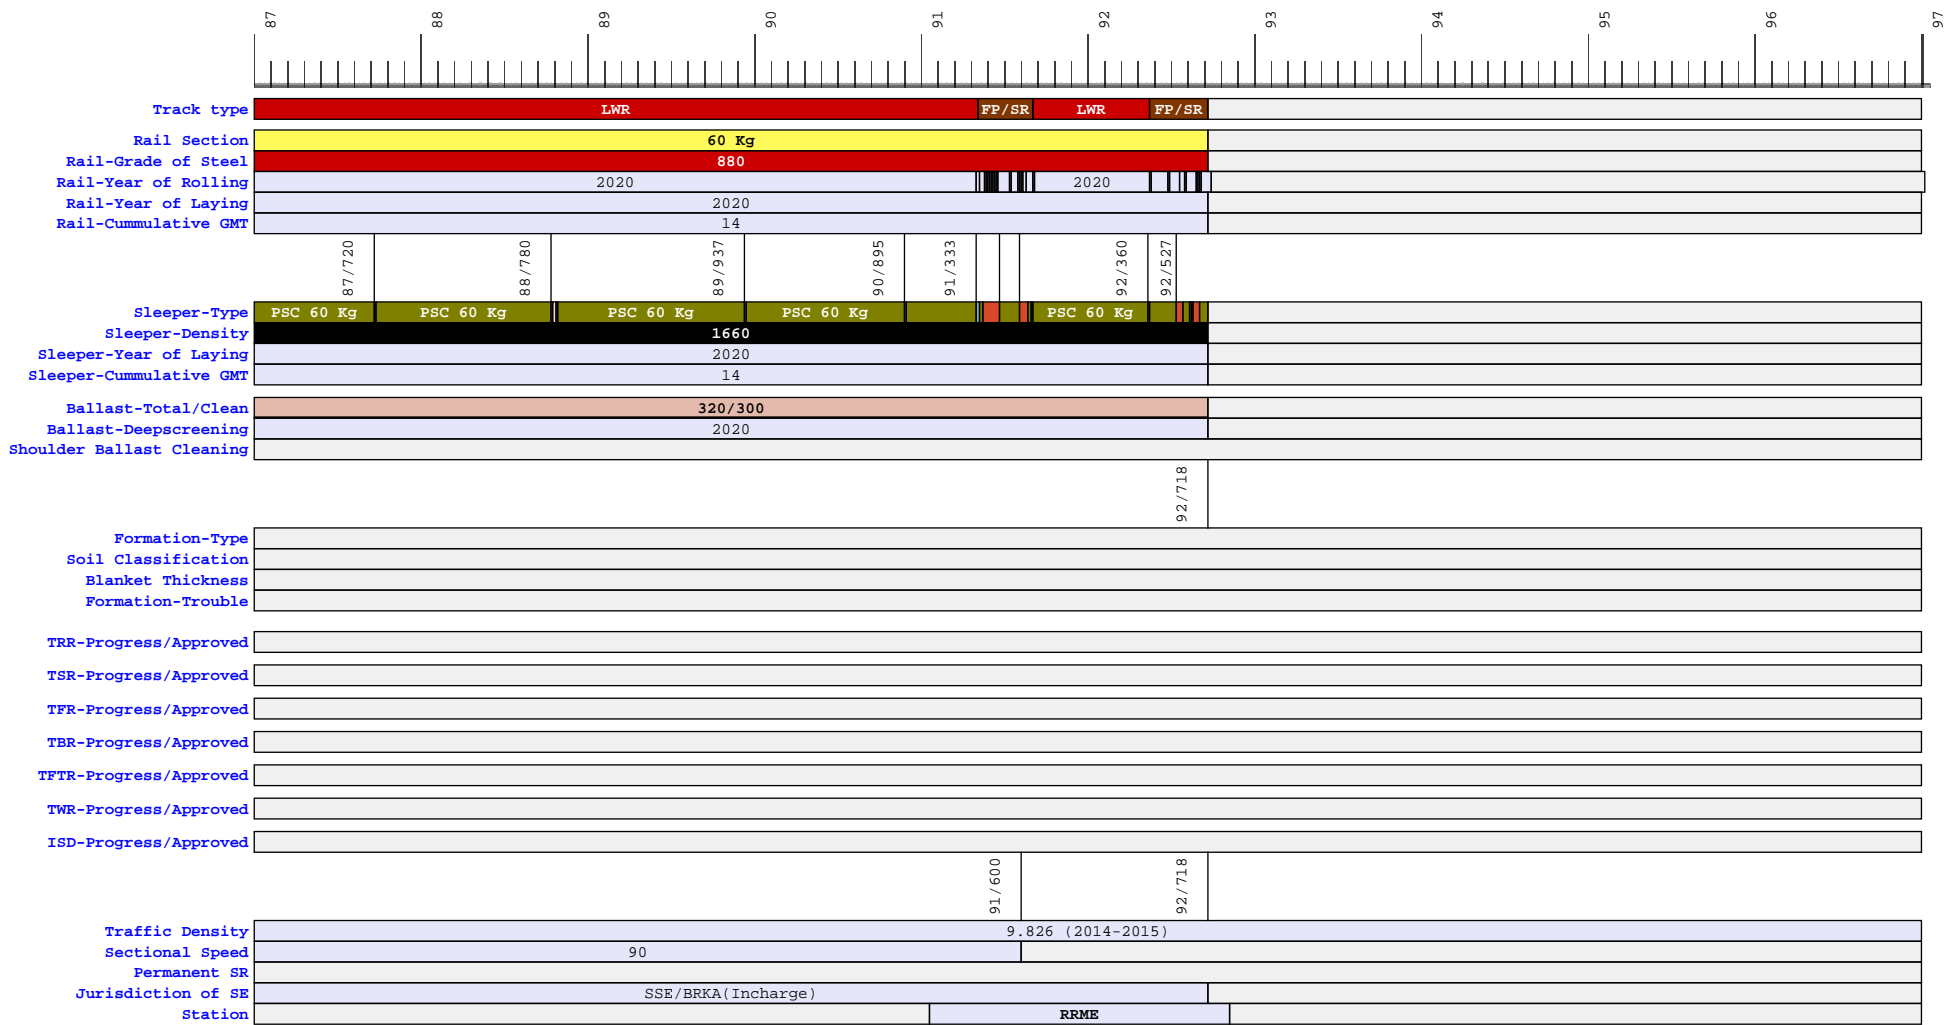 87 88 89 90 91 92 93 94 95 96 97
Track type LWR FP/SR LWR FP/SR
Rail Section 60 Kg
Rail-Grade of Steel 880
Rail-Year of Rolling 2020 2020
Rail-Year of Laying 2020
Rail-Cummulative GMT 14
87/720 88/780 89/937 90/895 91/333 92/360 92/527
Sleeper-Type PSC 60 Kg PSC 60 Kg PSC 60 Kg PSC 60 Kg PSC 60 Kg
Sleeper-Density 1660
Sleeper-Year of Laying 2020
Sleeper-Cummulative GMT 14
Ballast-Total/Clean 320/300
Ballast-Deepscreening 2020
Shoulder Ballast Cleaning
92/718
Formation-Type
Soil Classification
Blanket Thickness
Formation-Trouble
TRR-Progress/Approved
TSR-Progress/Approved
TFR-Progress/Approved
TBR-Progress/Approved
TFTR-Progress/Approved
TWR-Progress/Approved
ISD-Progress/Approved
91/600 92/718
Traffic Density 9.826 (2014-2015)
Sectional Speed 90
Permanent SR
Jurisdiction of SE SSE/BRKA(Incharge)
Station RRME